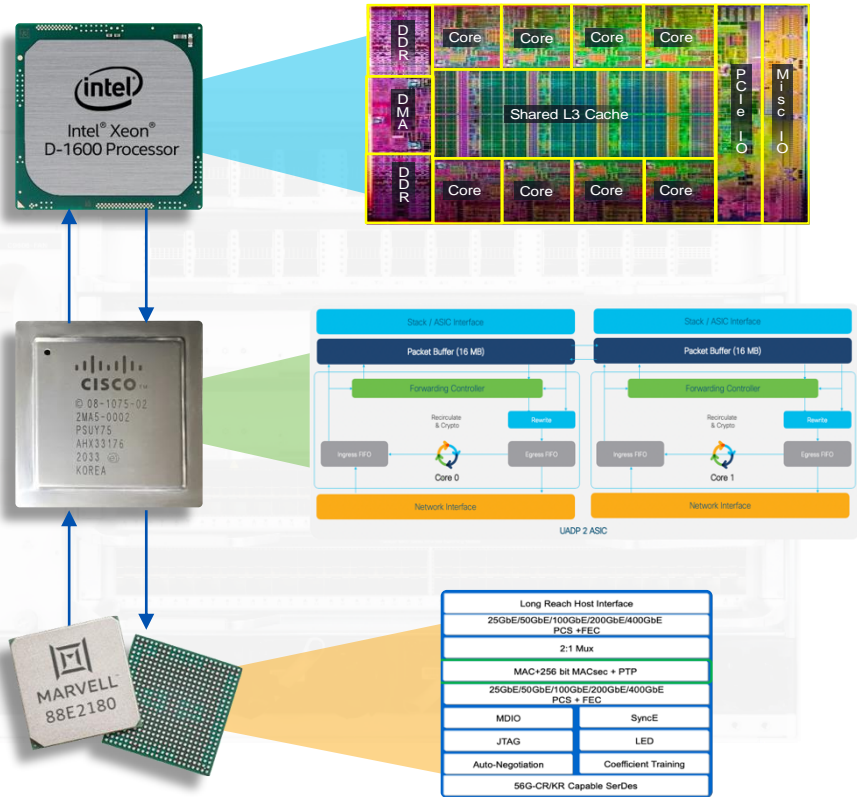 intel
Intel® Xeon®
D-1600 Processor
DDR
DMA
DDR
Core Core Core Core
Shared L3 Cache
Core Core Core Core
PCIe IO
Misc IO
CISCO™
© 08-1075-02
2MA5-0002
PSUY75
AHX33176
2033
KOREA
Stack / ASIC Interface
Packet Buffer (16 MB)
Forwarding Controller
Recirculate
& Crypto
Rewrite
Ingress FIFO
Egress FIFO
Core 0
Network Interface
Stack / ASIC Interface
Packet Buffer (16 MB)
Forwarding Controller
Recirculate
& Crypto
Rewrite
Ingress FIFO
Egress FIFO
Core 1
Network Interface
UADP 2 ASIC
MARVELL™
88E2180
Long Reach Host Interface
25GbE/50GbE/100GbE/200GbE/400GbE
PCS +FEC
2:1 Mux
MAC+256 bit MACsec + PTP
25GbE/50GbE/100GbE/200GbE/400GbE
PCS + FEC
MDIO SyncE
JTAG LED
Auto-Negotiation Coefficient Training
56G-CR/KR Capable SerDes